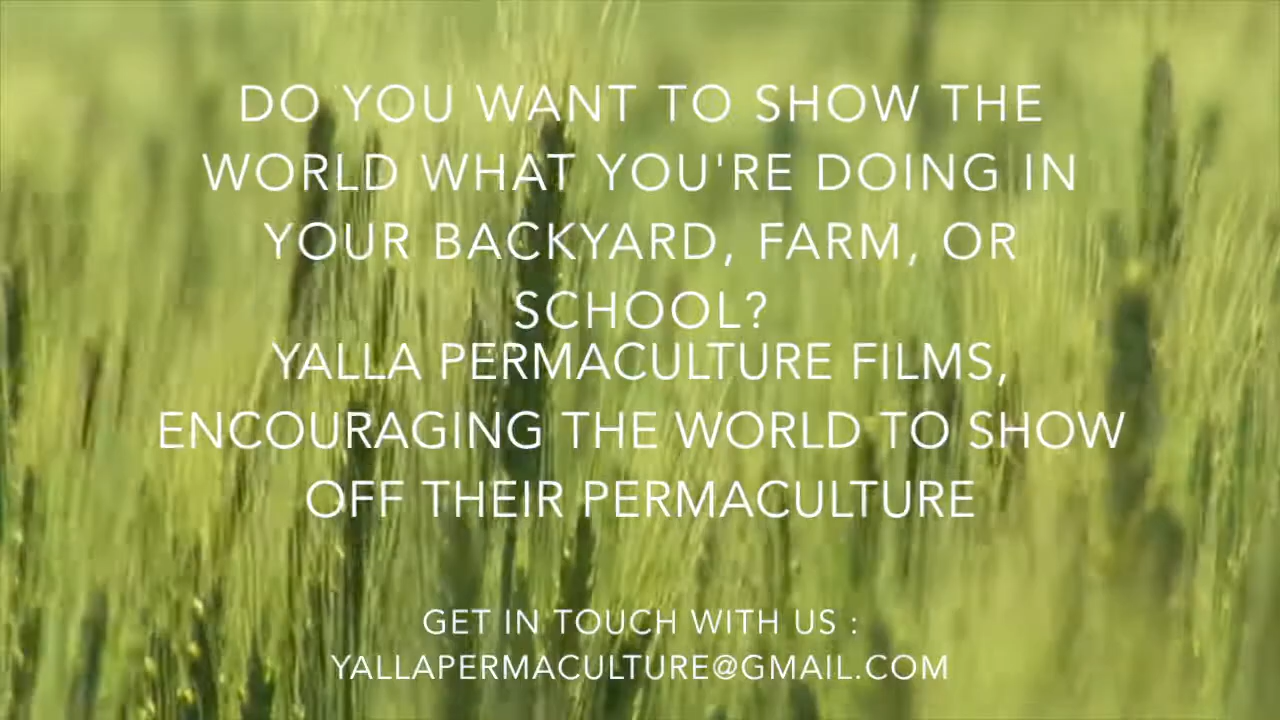 DO YOU WANT TO SHOW THE
WORLD WHAT YOU'RE DOING IN
YOUR BACKYARD, FARM, OR
SCHOOL?
YALLA PERMACULTURE FILMS,
ENCOURAGING THE WORLD TO SHOW
OFF THEIR PERMACULTURE
GET IN TOUCH WITH US :
YALLAPERMACULTURE@GMAIL.COM